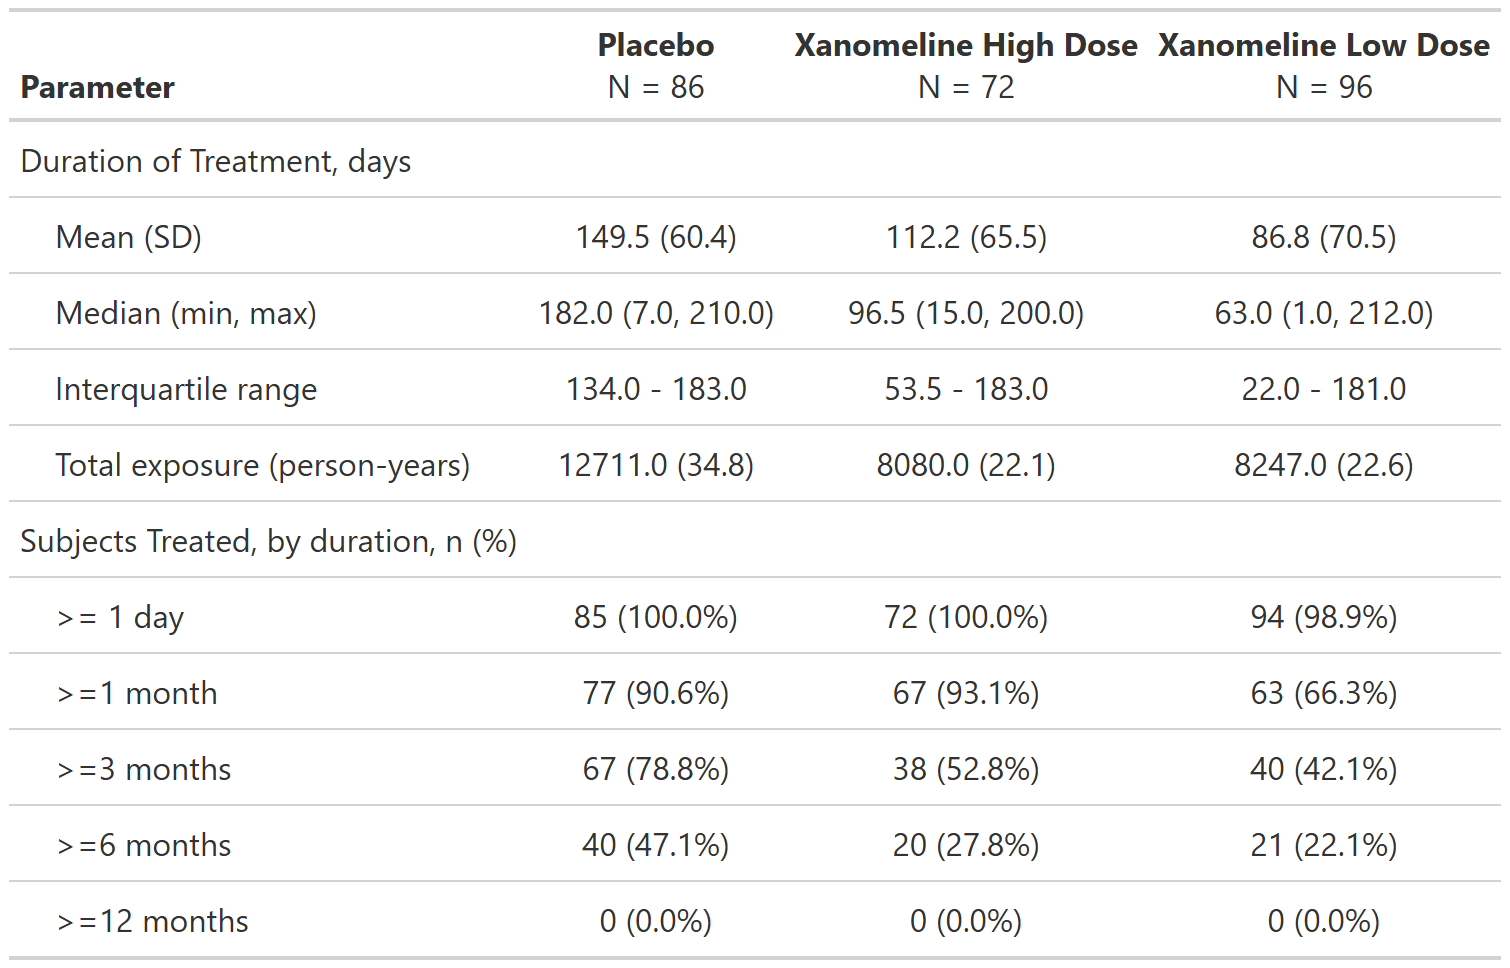 Parameter Placebo N = 86 Xanomeline High Dose N = 72 Xanomeline Low Dose N = 96
Duration of Treatment, days
Mean (SD) 149.5 (60.4) 112.2 (65.5) 86.8 (70.5)
Median (min, max) 182.0 (7.0, 210.0) 96.5 (15.0, 200.0) 63.0 (1.0, 212.0)
Interquartile range 134.0 - 183.0 53.5 - 183.0 22.0 - 181.0
Total exposure (person-years) 12711.0 (34.8) 8080.0 (22.1) 8247.0 (22.6)
Subjects Treated, by duration, n (%)
>= 1 day 85 (100.0%) 72 (100.0%) 94 (98.9%)
>=1 month 77 (90.6%) 67 (93.1%) 63 (66.3%)
>=3 months 67 (78.8%) 38 (52.8%) 40 (42.1%)
>=6 months 40 (47.1%) 20 (27.8%) 21 (22.1%)
>=12 months 0 (0.0%) 0 (0.0%) 0 (0.0%)